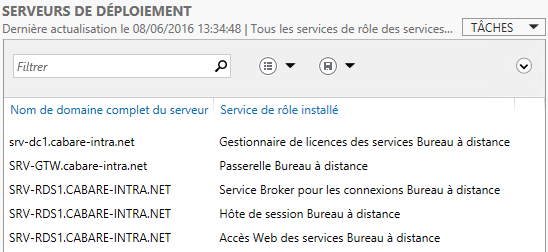 SERVEURS DE DÉPLOIEMENT
Dernière actualisation le 08/06/2016 13:34:48 | Tous les services de rôle des services... TÂCHES
Filtrer
Nom de domaine complet du serveur Service de rôle installé
srv-dc1.cabare-intra.net Gestionnaire de licences des services Bureau à distance
SRV-GTW.cabare-intra.net Passerelle Bureau à distance
SRV-RDS1.CABARE-INTRA.NET Service Broker pour les connexions Bureau à distance
SRV-RDS1.CABARE-INTRA.NET Hôte de session Bureau à distance
SRV-RDS1.CABARE-INTRA.NET Accès Web des services Bureau à distance